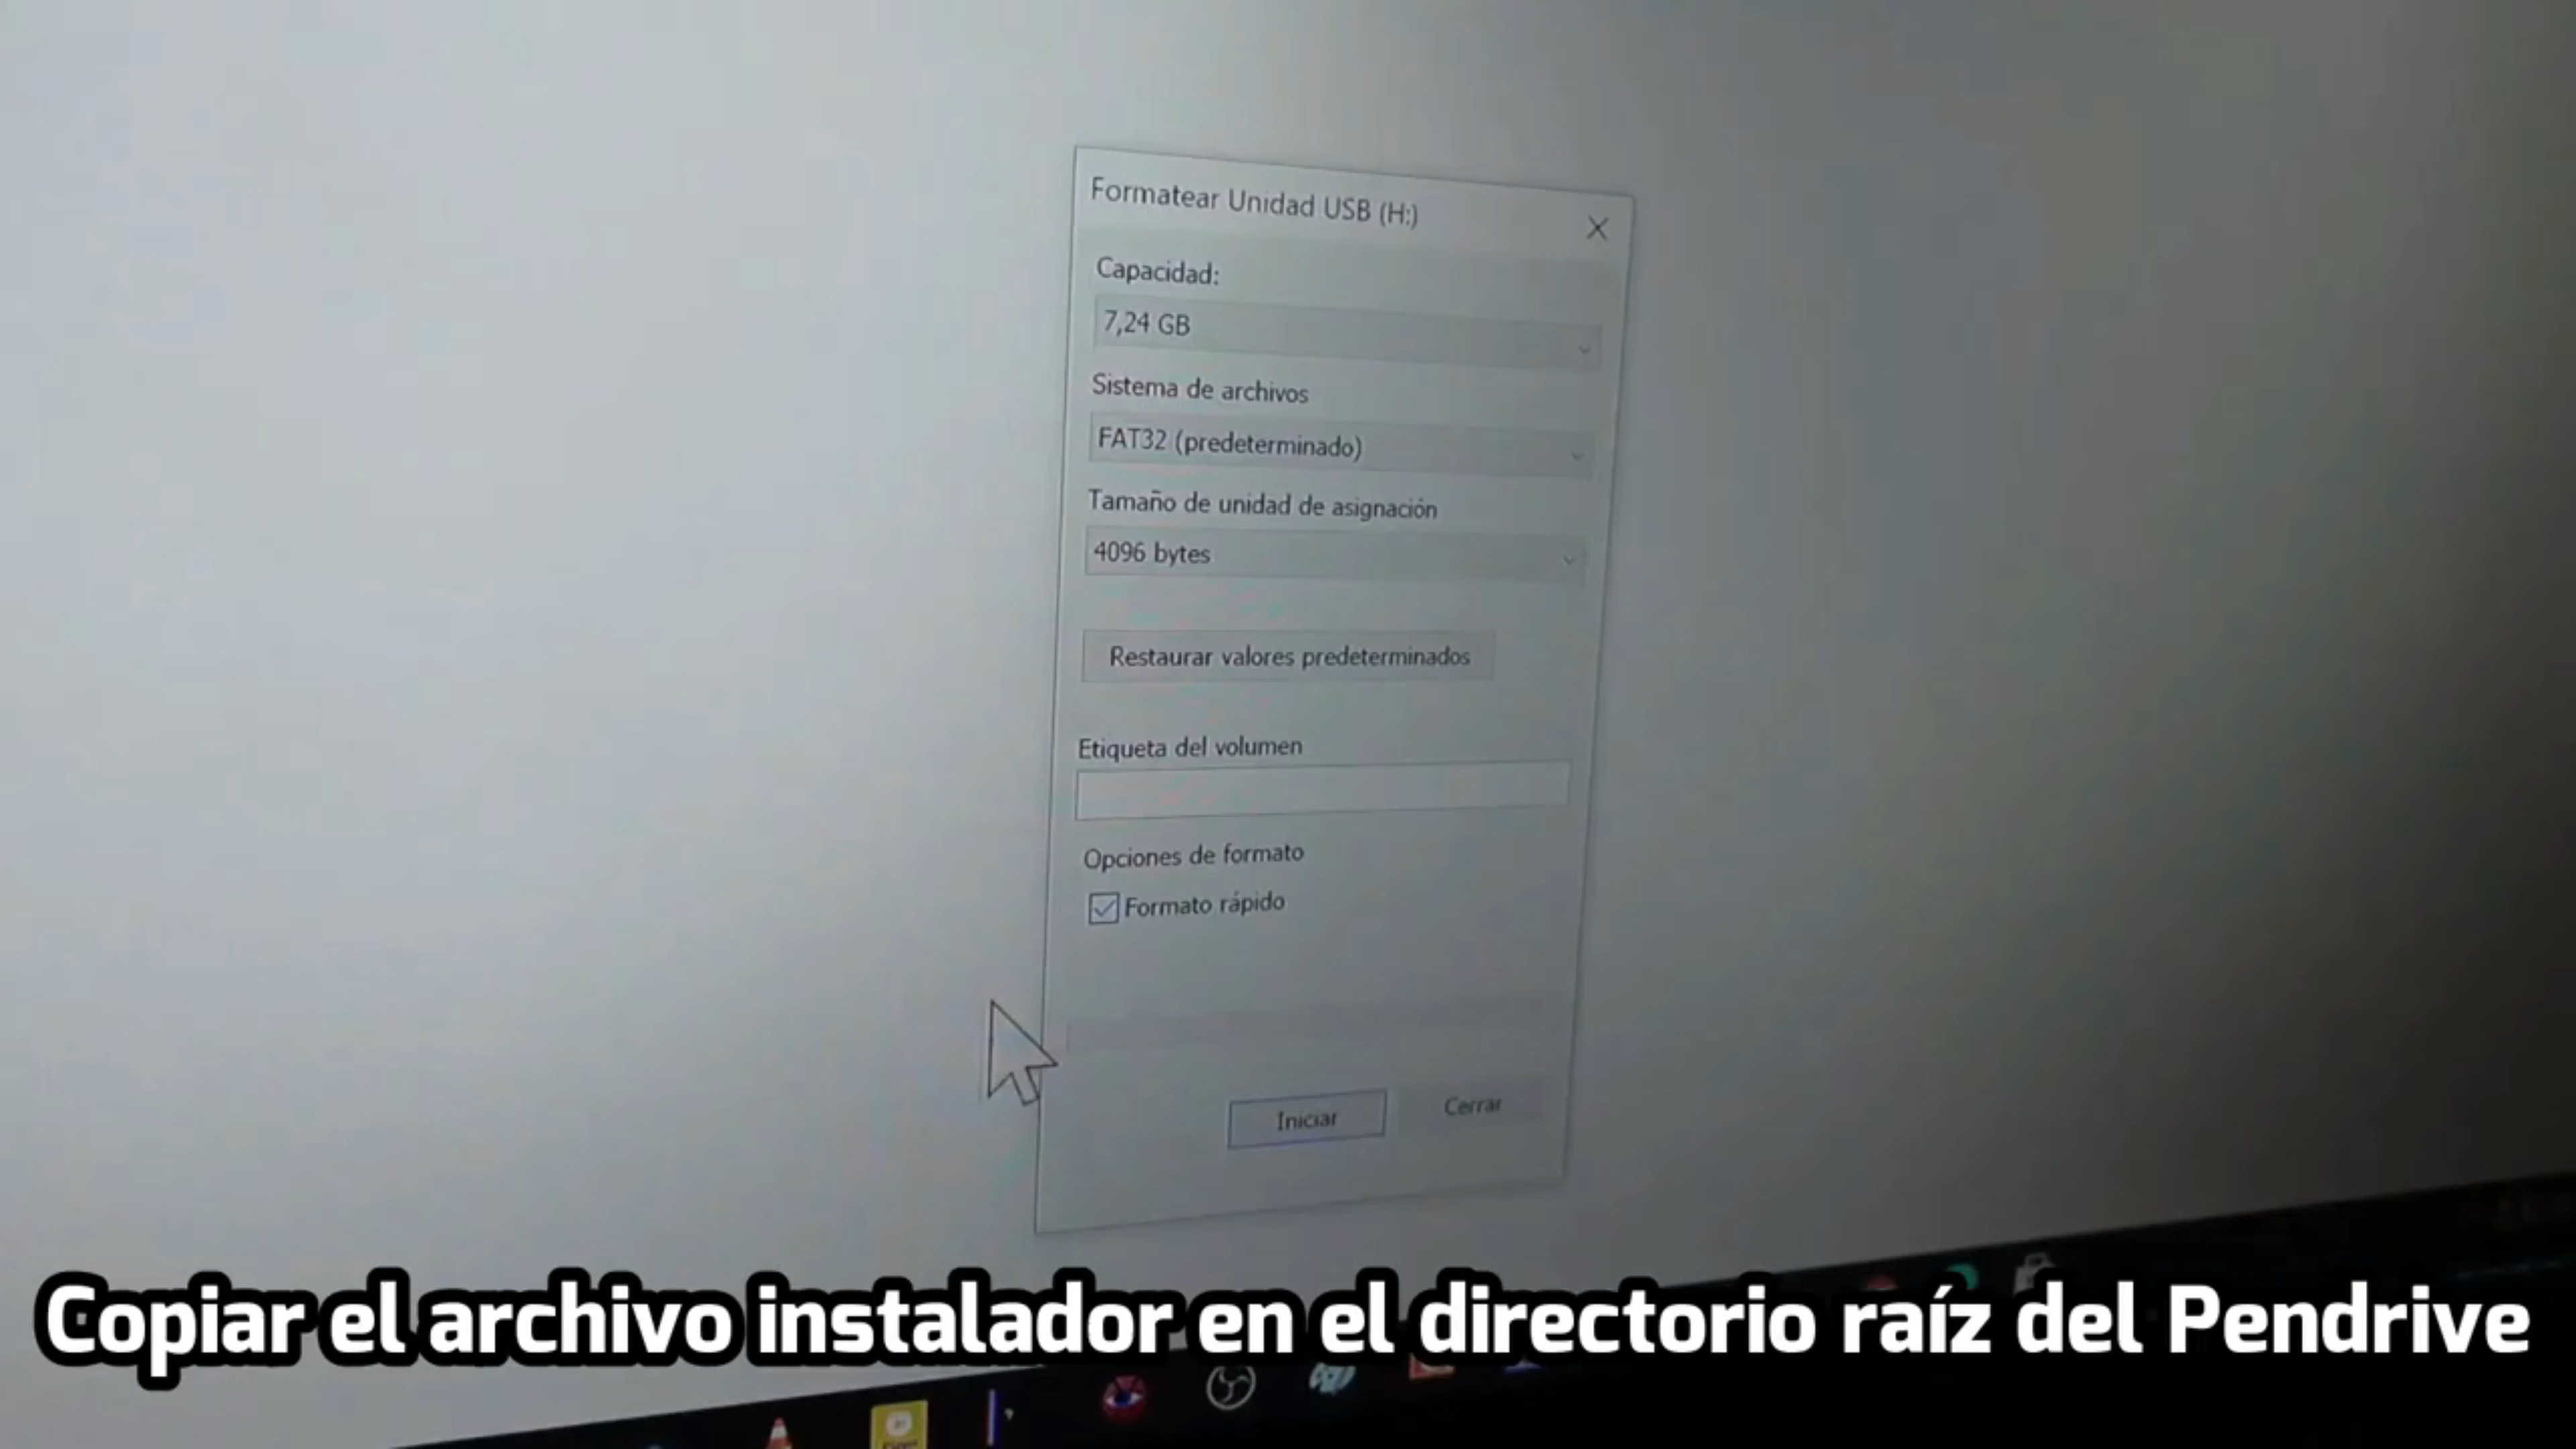 Formatear Unidad USB (H:)
Capacidad:
7,24 GB
Sistema de archivos
FAT32 (predeterminado)
Tamaño de unidad de asignación
4096 bytes
Restaurar valores predeterminados
Etiqueta del volumen
Opciones de formato
Formato rápido
Iniciar
Cerrar
Copiar el archivo instalador en el directorio raíz del Pendrive